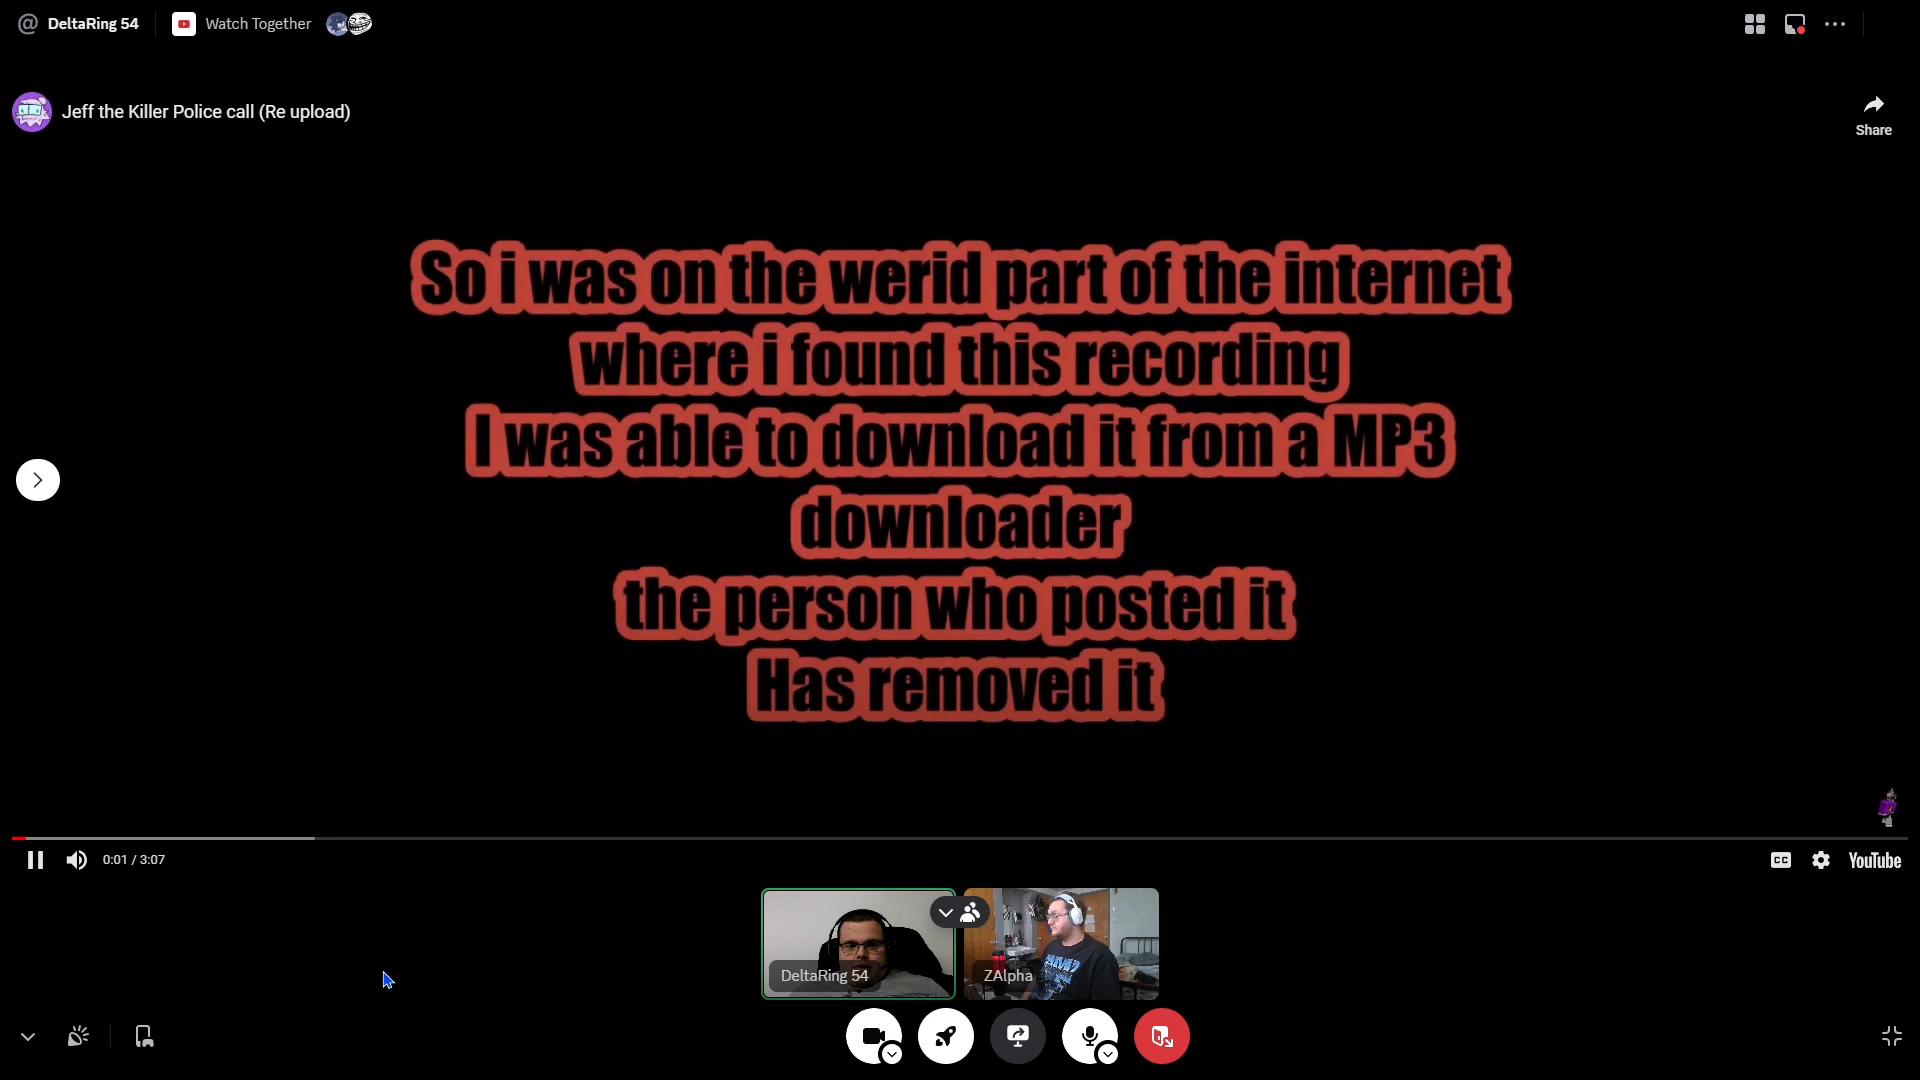 DeltaRing 54
Watch Together
Jeff the Killer Police call (Re upload)
Share
So i was on the werid part of the internet
where i found this recording
I was able to download it from a MP3
downloader
the person who posted it
Has removed it
0:01 / 3:07
CC
YouTube
DeltaRing 54
ZAlpha